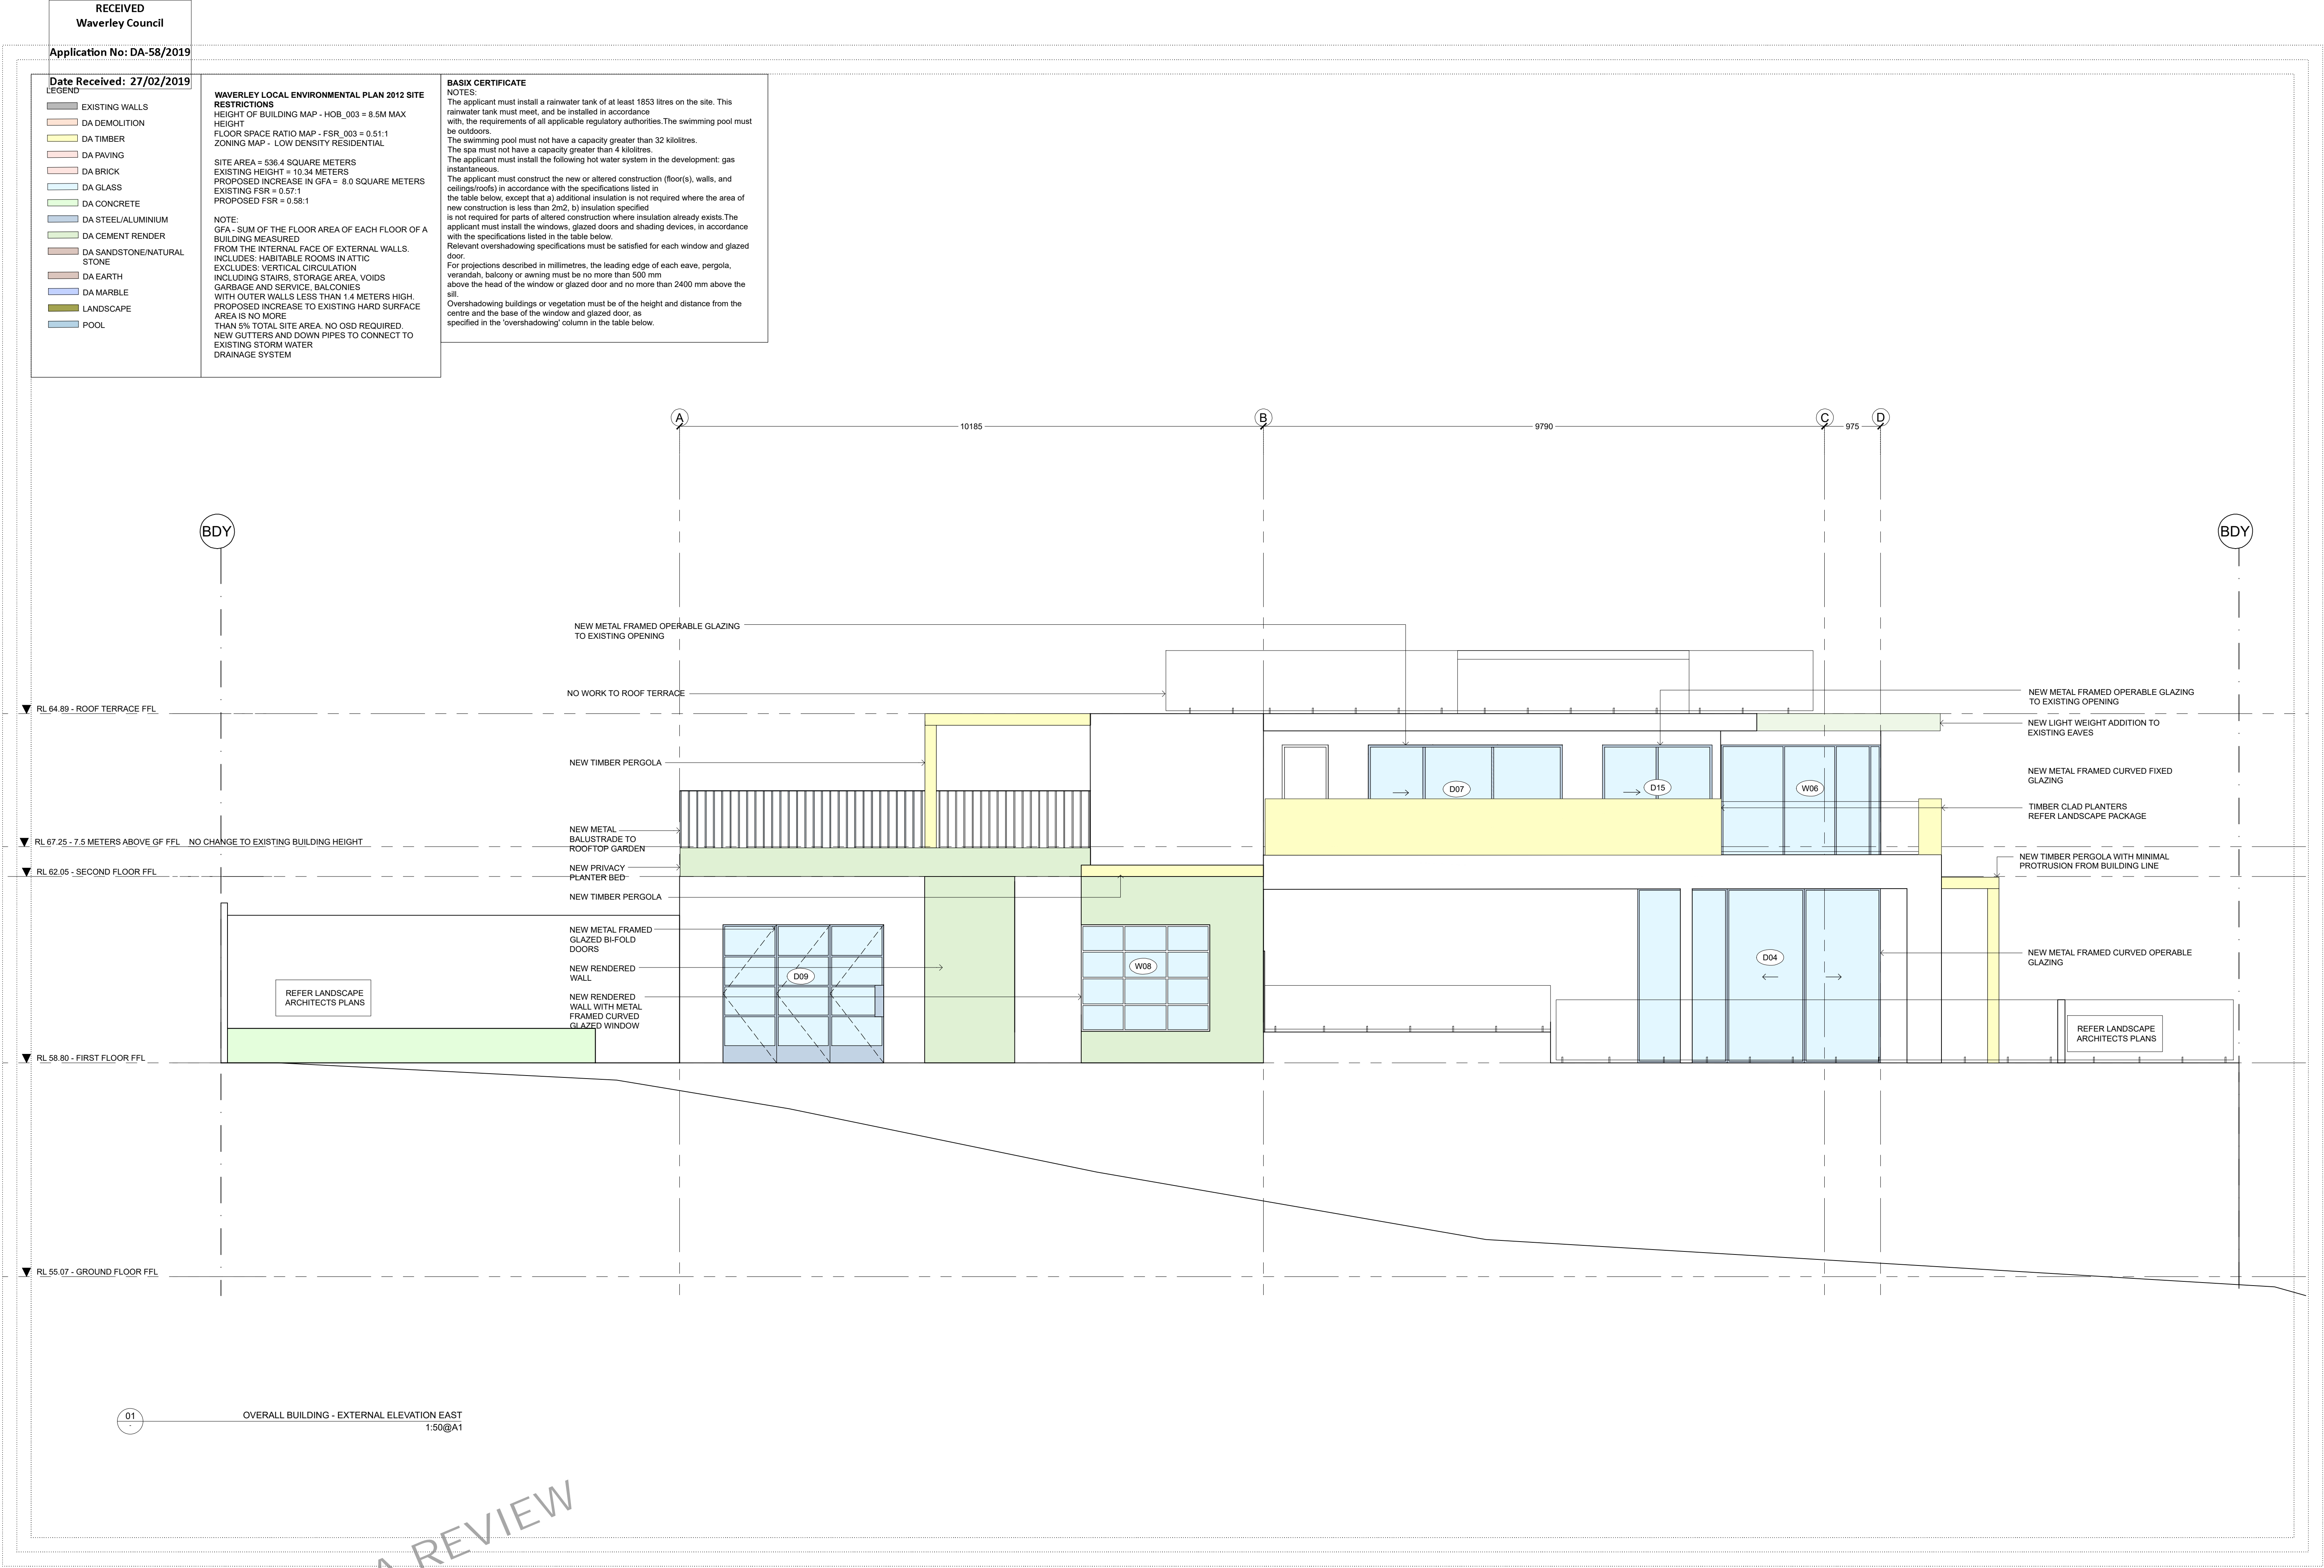 RECEIVED
Waverley Council
Application No: DA-58/2019
Date Received: 27/02/2019
LEGEND
EXISTING WALLS
DA DEMOLITION
DA TIMBER
DA PAVING
DA BRICK
DA GLASS
DA CONCRETE
DA STEEL/ALUMINIUM
DA CEMENT RENDER
DA SANDSTONE/NATURAL
STONE
DA EARTH
DA MARBLE
LANDSCAPE
POOL
WAVERLEY LOCAL ENVIRONMENTAL PLAN 2012 SITE
RESTRICTIONS
HEIGHT OF BUILDING MAP - HOB_003 = 8.5M MAX
HEIGHT
FLOOR SPACE RATIO MAP - FSR_003 = 0.51:1
ZONING MAP - LOW DENSITY RESIDENTIAL
SITE AREA = 536.4 SQUARE METERS
EXISTING HEIGHT = 10.34 METERS
PROPOSED INCREASE IN GFA = 8.0 SQUARE METERS
EXISTING FSR = 0.57:1
PROPOSED FSR = 0.58:1
NOTE:
GFA - SUM OF THE FLOOR AREA OF EACH FLOOR OF A
BUILDING MEASURED
FROM THE INTERNAL FACE OF EXTERNAL WALLS.
INCLUDES: HABITABLE ROOMS IN ATTIC
EXCLUDES: VERTICAL CIRCULATION
INCLUDING STAIRS, STORAGE AREA, VOIDS
GARBAGE AND SERVICE, BALCONIES
WITH OUTER WALLS LESS THAN 1.4 METERS HIGH.
PROPOSED INCREASE TO EXISTING HARD SURFACE
AREA IS NO MORE
THAN 5% TOTAL SITE AREA. NO OSD REQUIRED.
NEW GUTTERS AND DOWN PIPES TO CONNECT TO
EXISTING STORM WATER
DRAINAGE SYSTEM
BASIX CERTIFICATE
NOTES:
The applicant must install a rainwater tank of at least 1853 litres on the site. This
rainwater tank must meet, and be installed in accordance
with, the requirements of all applicable regulatory authorities.The swimming pool must
be outdoors.
The swimming pool must not have a capacity greater than 32 kilolitres.
The spa must not have a capacity greater than 4 kilolitres.
The applicant must install the following hot water system in the development: gas
instantaneous.
The applicant must construct the new or altered construction (floor(s), walls, and
ceilings/roofs) in accordance with the specifications listed in
the table below, except that a) additional insulation is not required where the area of
new construction is less than 2m2, b) insulation specified
is not required for parts of altered construction where insulation already exists.The
applicant must install the windows, glazed doors and shading devices, in accordance
with the specifications listed in the table below.
Relevant overshadowing specifications must be satisfied for each window and glazed
door.
For projections described in millimetres, the leading edge of each eave, pergola,
verandah, balcony or awning must be no more than 500 mm
above the head of the window or glazed door and no more than 2400 mm above the
sill.
Overshadowing buildings or vegetation must be of the height and distance from the
centre and the base of the window and glazed door, as
specified in the 'overshadowing' column in the table below.
A
B
C
D
10185
9790
975
BDY
BDY
NEW METAL FRAMED OPERABLE GLAZING
TO EXISTING OPENING
NO WORK TO ROOF TERRACE
NEW METAL FRAMED OPERABLE GLAZING
TO EXISTING OPENING
RL 64.89 - ROOF TERRACE FFL
NEW LIGHT WEIGHT ADDITION TO
EXISTING EAVES
NEW TIMBER PERGOLA
NEW METAL FRAMED CURVED FIXED
GLAZING
D07
D15
W06
TIMBER CLAD PLANTERS
REFER LANDSCAPE PACKAGE
NEW METAL
BALUSTRADE TO
ROOFTOP GARDEN
RL 67.25 - 7.5 METERS ABOVE GF FFL NO CHANGE TO EXISTING BUILDING HEIGHT
NEW TIMBER PERGOLA WITH MINIMAL
PROTRUSION FROM BUILDING LINE
NEW PRIVACY
PLANTER BED
RL 62.05 - SECOND FLOOR FFL
NEW TIMBER PERGOLA
NEW METAL FRAMED
GLAZED BI-FOLD
DOORS
NEW METAL FRAMED CURVED OPERABLE
GLAZING
D04
W08
D09
NEW RENDERED
WALL
NEW RENDERED
WALL WITH METAL
FRAMED CURVED
GLAZED WINDOW
REFER LANDSCAPE
ARCHITECTS PLANS
REFER LANDSCAPE
ARCHITECTS PLANS
RL 58.80 - FIRST FLOOR FFL
RL 55.07 - GROUND FLOOR FFL
01
-
OVERALL BUILDING - EXTERNAL ELEVATION EAST
1:50@A1
A REVIEW